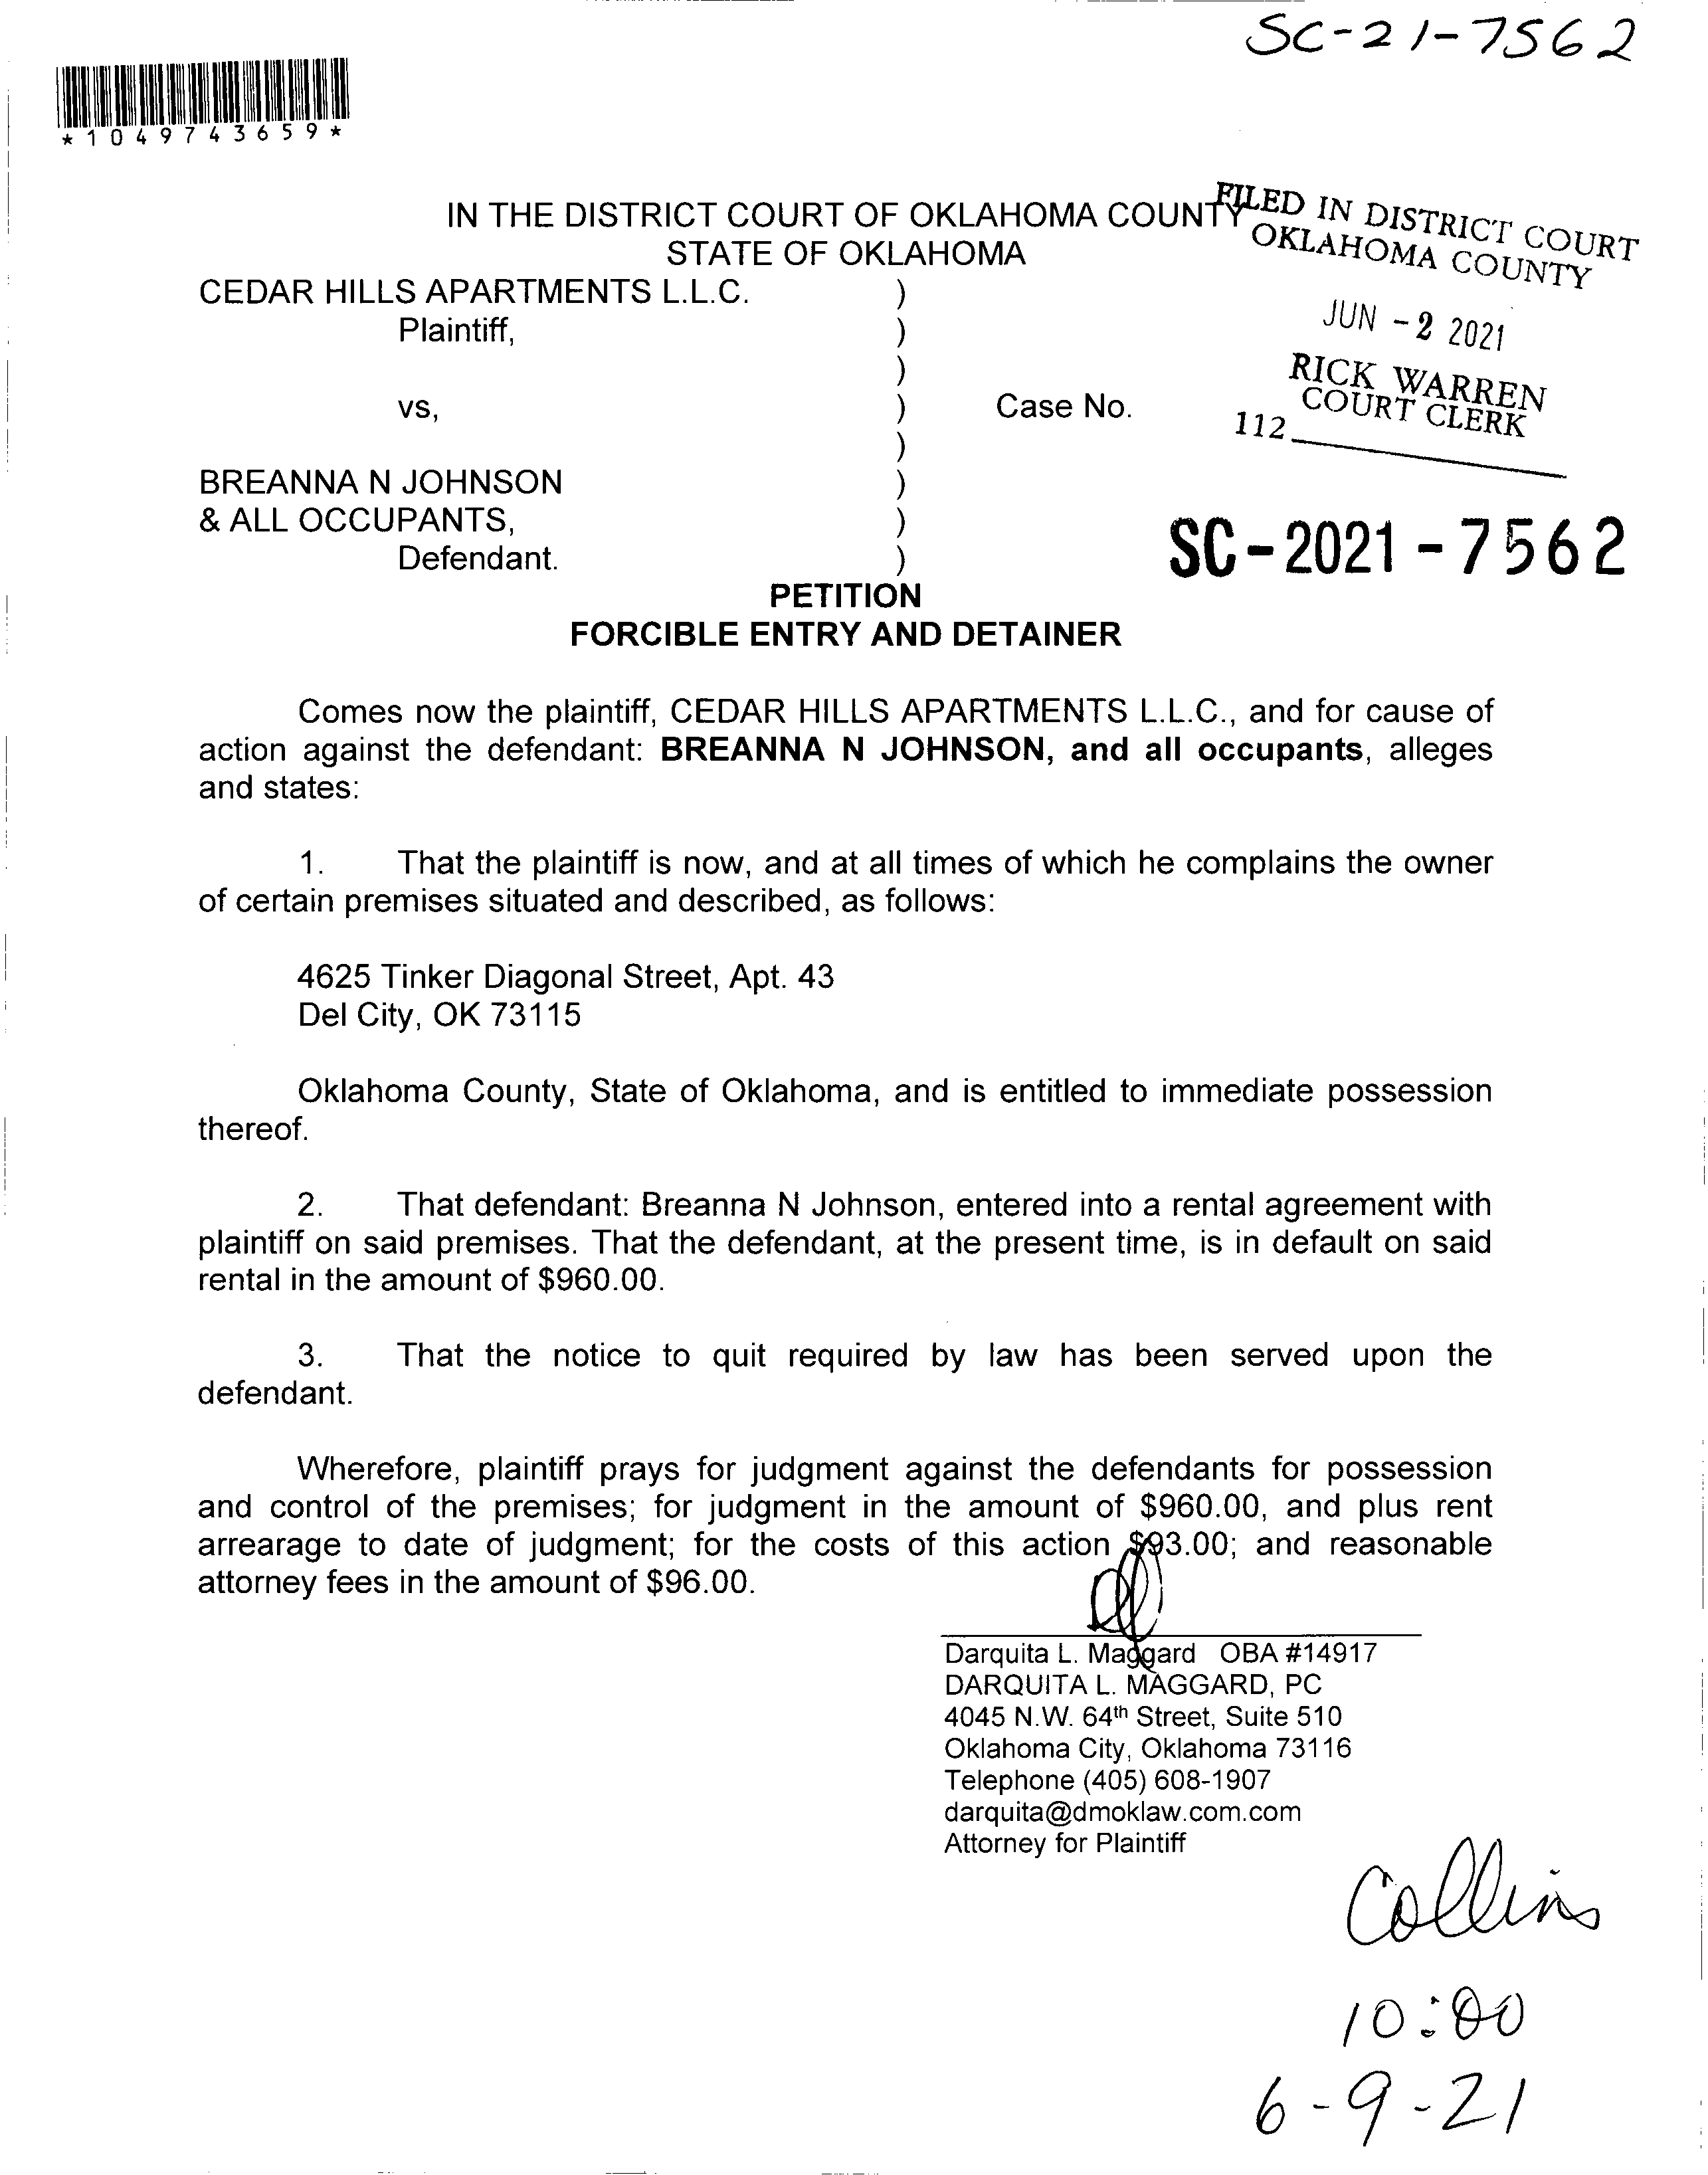 SC-21-7562
*1049743659*
IN THE DISTRICT COURT OF OKLAHOMA COUNTY
STATE OF OKLAHOMA
FILED IN DISTRICT COURT
OKLAHOMA COUNTY
JUN - 2 2021
RICK WARREN
COURT CLERK
112
CEDAR HILLS APARTMENTS L.L.C. )
Plaintiff, )
)
vs, ) Case No.
)
BREANNA N JOHNSON )
& ALL OCCUPANTS, )
Defendant. )
SC-2021-7562
PETITION
FORCIBLE ENTRY AND DETAINER
Comes now the plaintiff, CEDAR HILLS APARTMENTS L.L.C., and for cause of
action against the defendant: BREANNA N JOHNSON, and all occupants, alleges
and states:
1. That the plaintiff is now, and at all times of which he complains the owner
of certain premises situated and described, as follows:
4625 Tinker Diagonal Street, Apt. 43
Del City, OK 73115
Oklahoma County, State of Oklahoma, and is entitled to immediate possession
thereof.
2. That defendant: Breanna N Johnson, entered into a rental agreement with
plaintiff on said premises. That the defendant, at the present time, is in default on said
rental in the amount of $960.00.
3. That the notice to quit required by law has been served upon the
defendant.
Wherefore, plaintiff prays for judgment against the defendants for possession
and control of the premises; for judgment in the amount of $960.00, and plus rent
arrearage to date of judgment; for the costs of this action $93.00; and reasonable
attorney fees in the amount of $96.00.
Darquita L. Maggard OBA #14917
DARQUITA L. MAGGARD, PC
4045 N.W. 64th Street, Suite 510
Oklahoma City, Oklahoma 73116
Telephone (405) 608-1907
darquita@dmoklaw.com.com
Attorney for Plaintiff
Collins
10:00
6-9-21